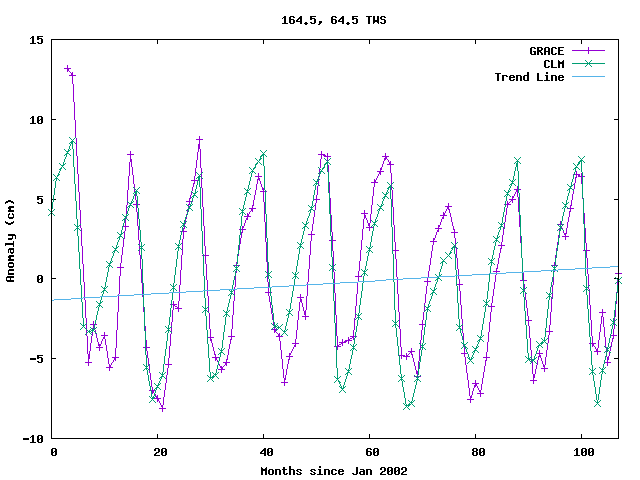 164.5, 64.5 TWS
15
GRACE
CLM
Trend Line
10
5
Anomaly (cm)
0
-5
-10
0 20 40 60 80 100
Months since Jan 2002